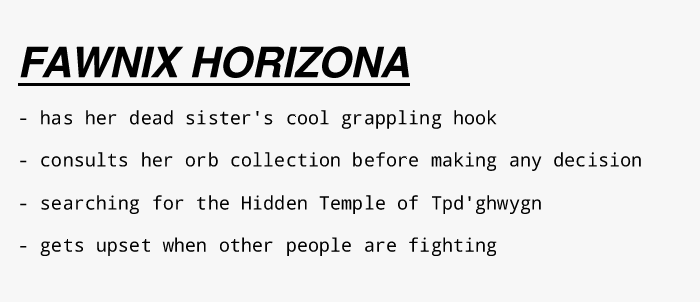 FAWNIX HORIZONA
- has her dead sister's cool grappling hook
- consults her orb collection before making any decision
- searching for the Hidden Temple of Tpd'ghwygn
- gets upset when other people are fighting